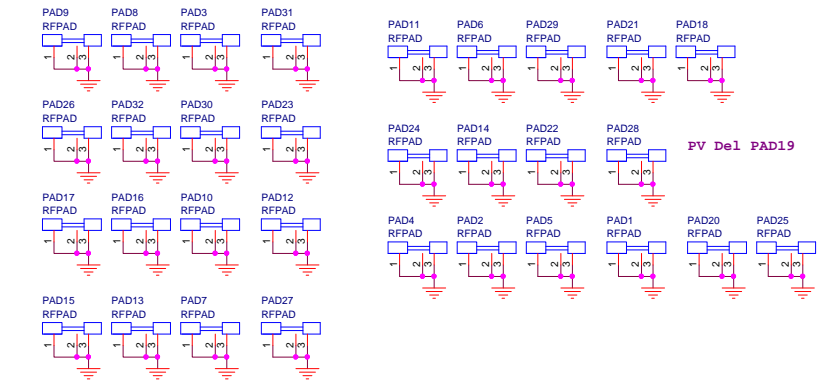 PAD9 PAD8 PAD3 PAD31
RFPAD RFPAD RFPAD RFPAD
1 2 3 1 2 3 1 2 3 1 2 3
PAD26 PAD32 PAD30 PAD23
RFPAD RFPAD RFPAD RFPAD
1 2 3 1 2 3 1 2 3 1 2 3
PAD17 PAD16 PAD10 PAD12
RFPAD RFPAD RFPAD RFPAD
1 2 3 1 2 3 1 2 3 1 2 3
PAD15 PAD13 PAD7 PAD27
RFPAD RFPAD RFPAD RFPAD
1 2 3 1 2 3 1 2 3 1 2 3
PAD11 PAD6 PAD29 PAD21 PAD18
RFPAD RFPAD RFPAD RFPAD RFPAD
1 2 3 1 2 3 1 2 3 1 2 3 1 2 3
PAD24 PAD14 PAD22 PAD28
RFPAD RFPAD RFPAD RFPAD
PV Del PAD19
1 2 3 1 2 3 1 2 3 1 2 3
PAD4 PAD2 PAD5 PAD1 PAD20 PAD25
RFPAD RFPAD RFPAD RFPAD RFPAD RFPAD
1 2 3 1 2 3 1 2 3 1 2 3 1 2 3 1 2 3